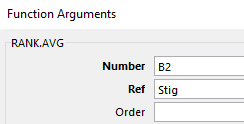 Function Arguments
RANK.AVG
Number B2
Ref Stig
Order